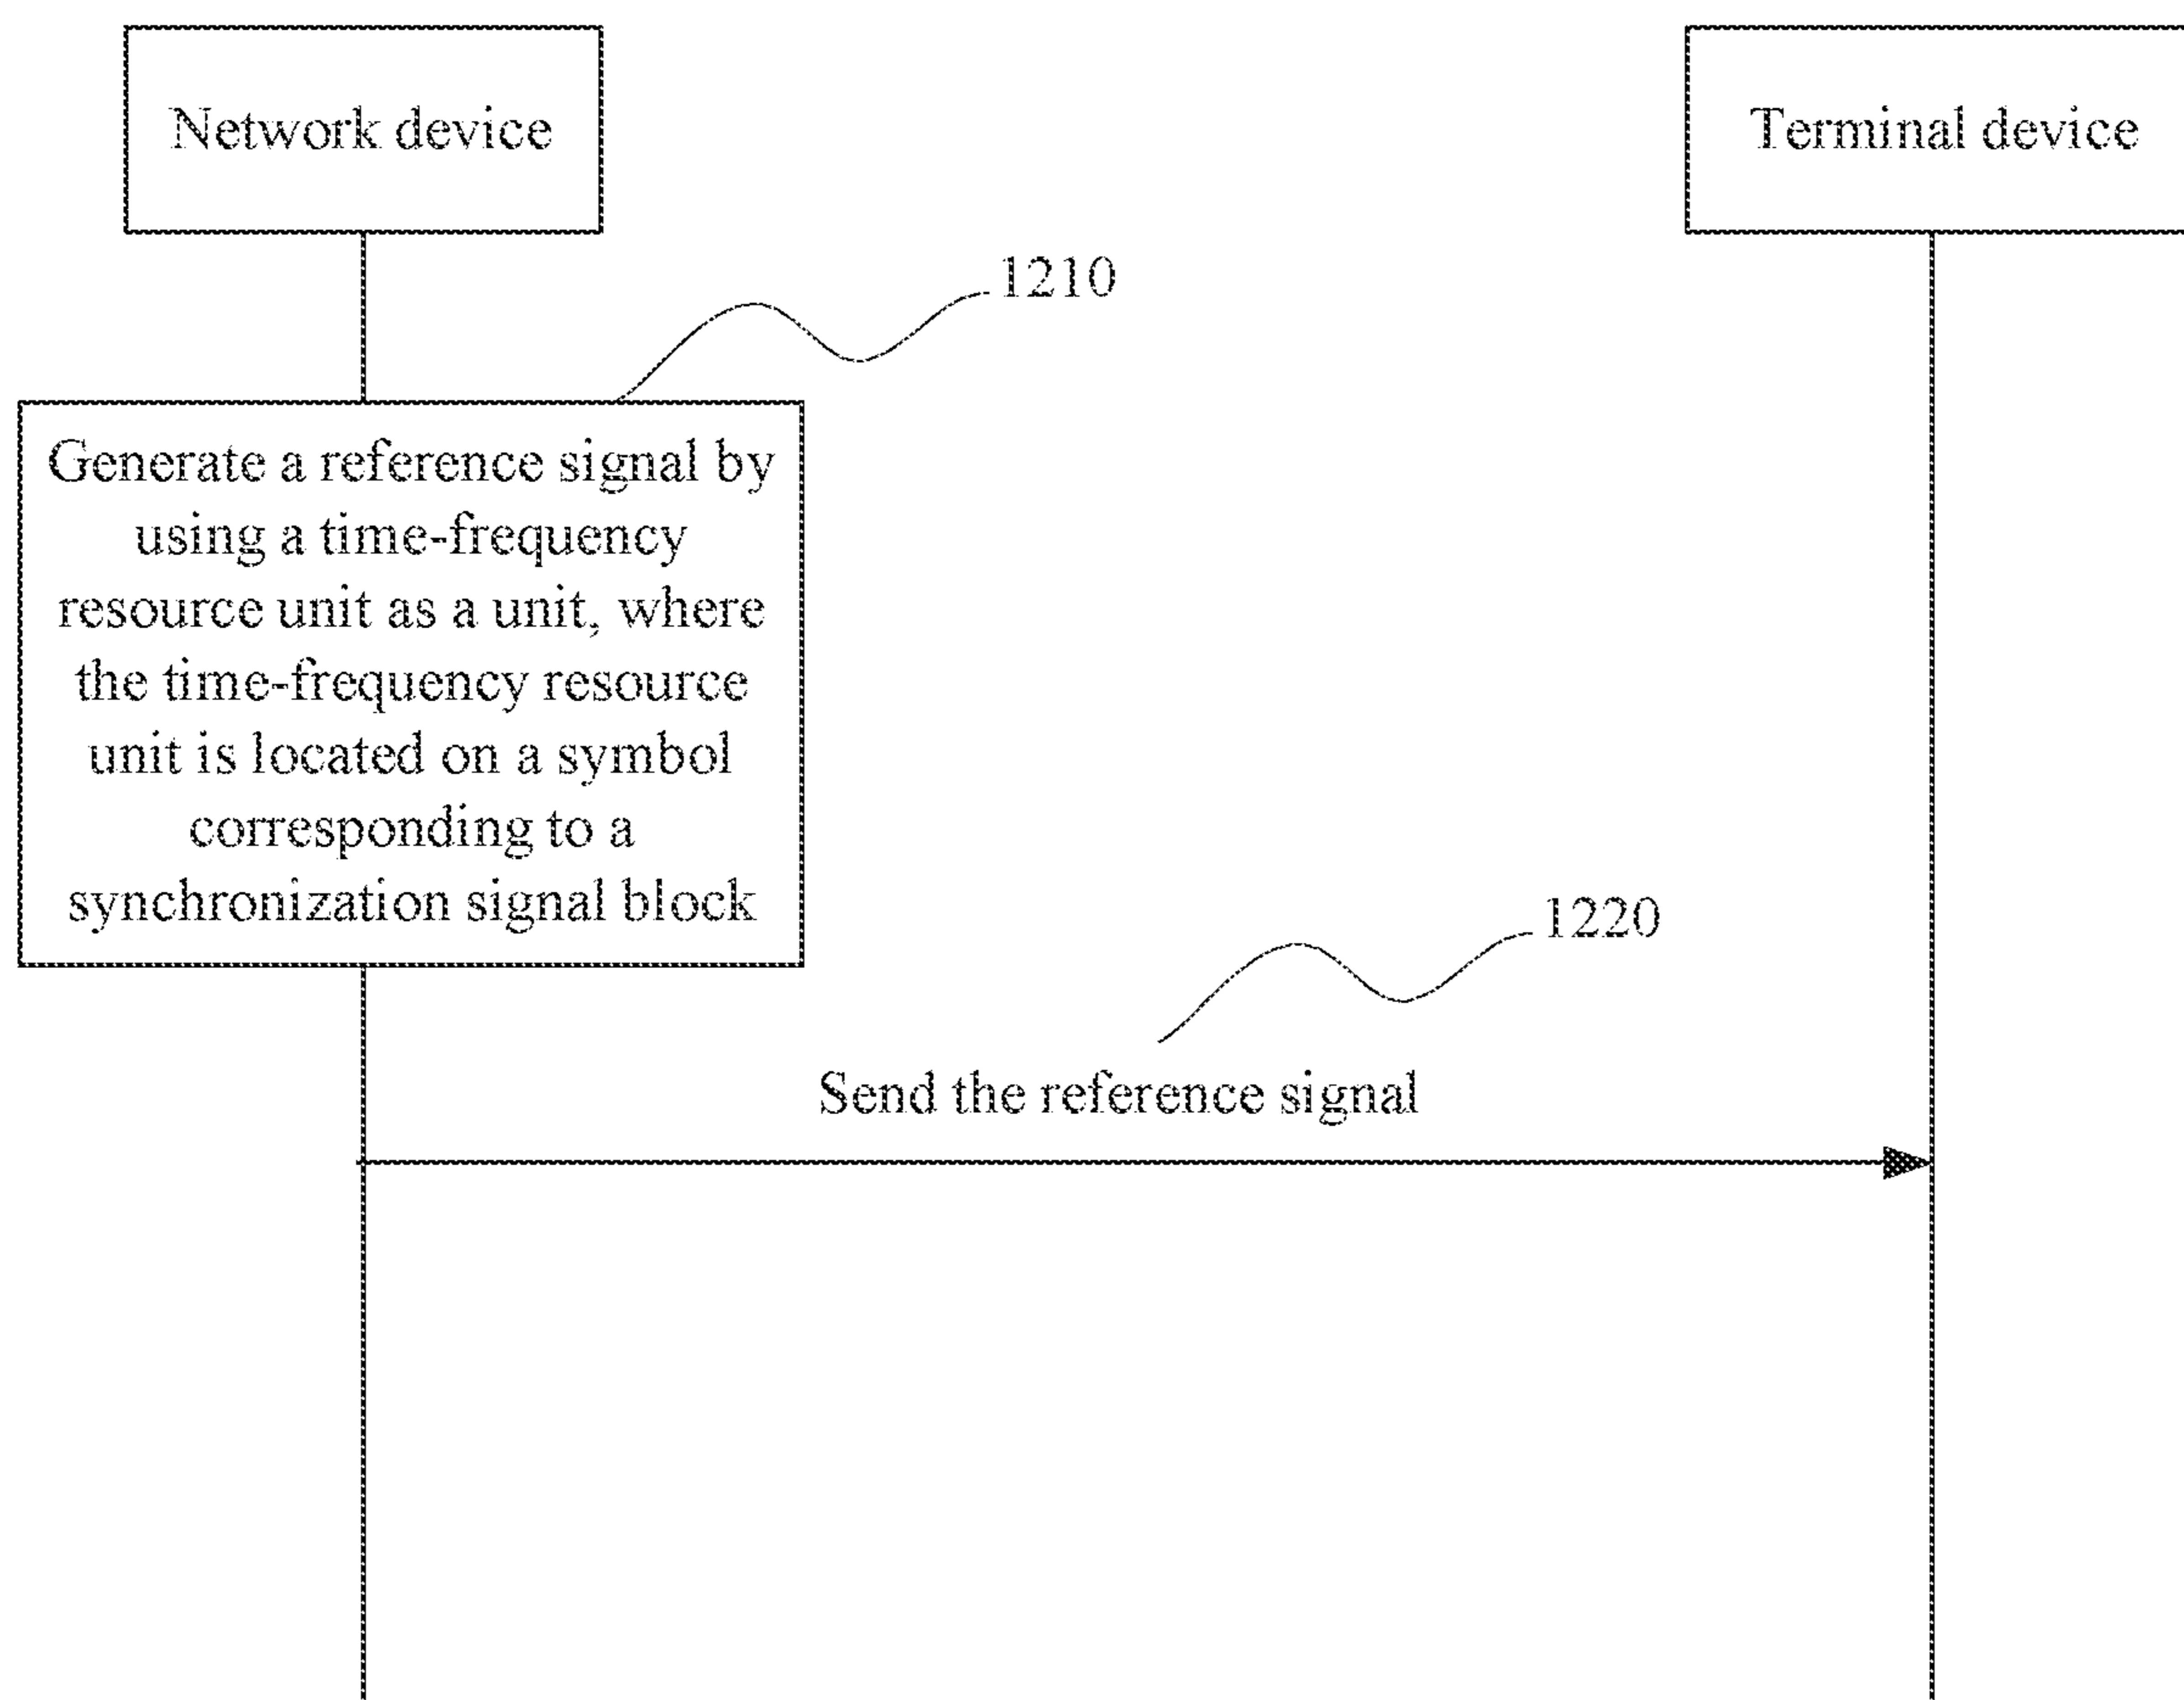 Network device
Terminal device
1210
Generate a reference signal by
using a time-frequency
resource unit as a unit, where
the time-frequency resource
unit is located on a symbol
corresponding to a
synchronization signal block
1220
Send the reference signal